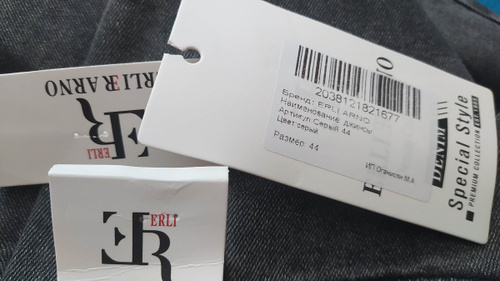 ERLI
ERLI R ARNO
2038121821677
Бренд: ERLI ARNO
Наименование: джинсы
Артикул:Серый 44
Цвет:серый
Размер: 44
DENIM
Special Style
PREMIUM COLLECTION
ERLI